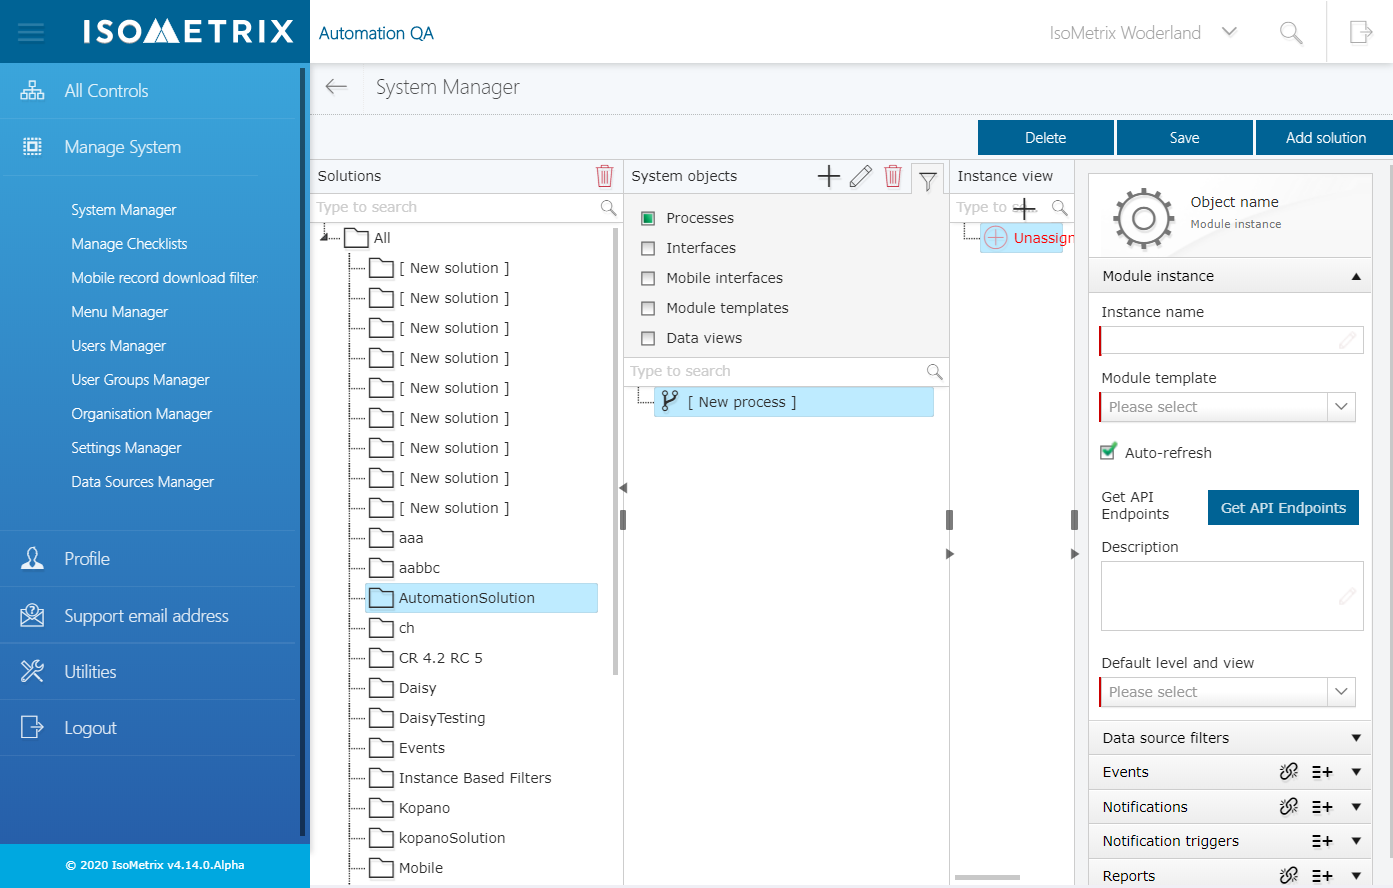 ISOMETRIX
Automation QA
IsoMetrix Woderland
All Controls
Manage System
System Manager
Manage Checklists
Mobile record download filter
Menu Manager
Users Manager
User Groups Manager
Organisation Manager
Settings Manager
Data Sources Manager
Profile
Support email address
Utilities
Logout
© 2020 IsoMetrix v4.14.0.Alpha
System Manager
Delete
Save
Add solution
Solutions
Type to search
All
[ New solution ]
[ New solution ]
[ New solution ]
[ New solution ]
[ New solution ]
[ New solution ]
[ New solution ]
[ New solution ]
[ New solution ]
aaa
aabbc
AutomationSolution
ch
CR 4.2 RC 5
Daisy
DaisyTesting
Events
Instance Based Filters
Kopano
kopanoSolution
Mobile
System objects
Processes
Interfaces
Mobile interfaces
Module templates
Data views
Type to search
[ New process ]
Instance view
Type to s...
Unassign
Object name
Module instance
Module instance
Instance name
Module template
Please select
Auto-refresh
Get API
Endpoints
Get API Endpoints
Description
Default level and view
Please select
Data source filters
Events
Notifications
Notification triggers
Reports